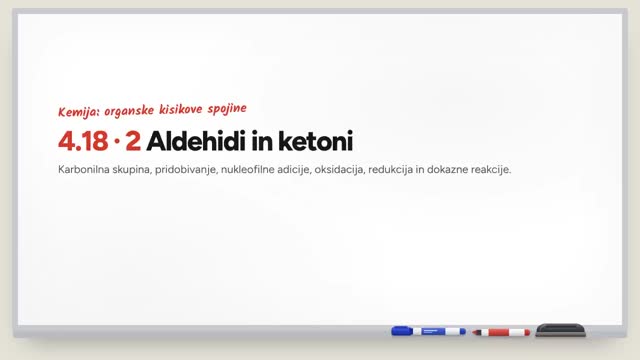 Kemija: organske kisikove spojine
4.18 · 2 Aldehidi in ketoni
Karbonilna skupina, pridobivanje, nukleofilne adicije, oksidacija, redukcija in dokazne reakcije.